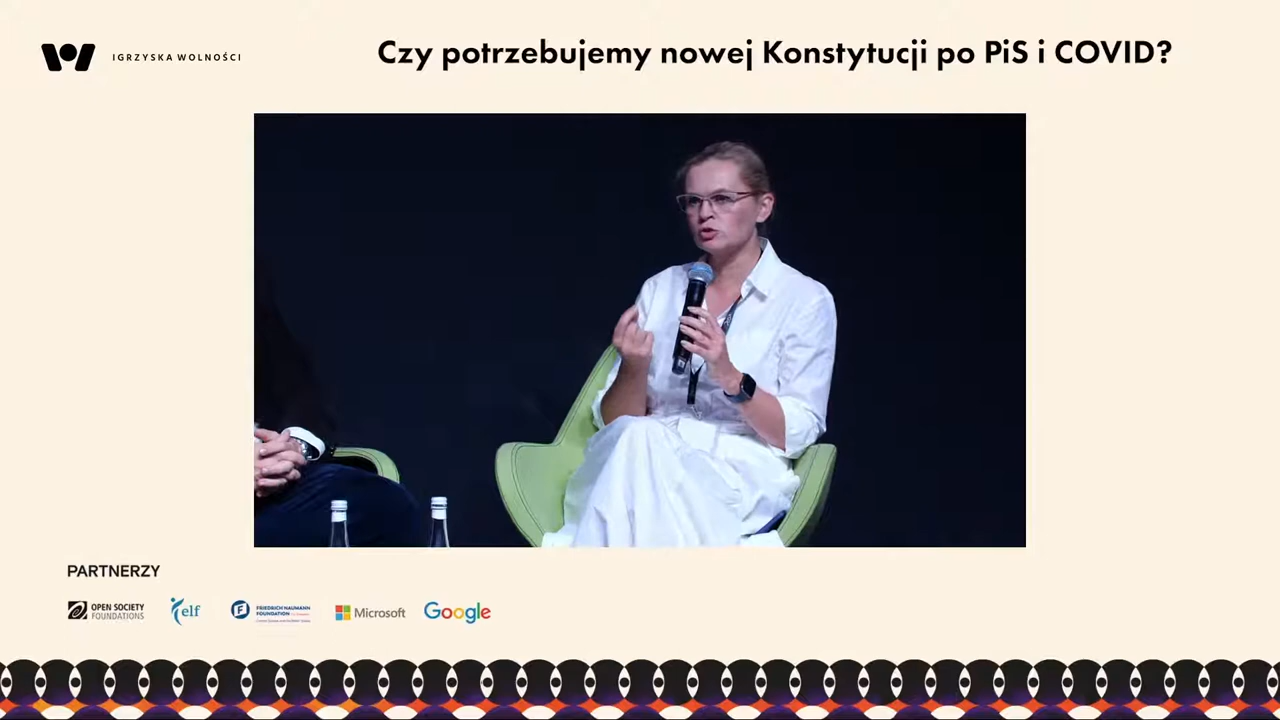 IGRZYSKA WOLNOŚCI
Czy potrzebujemy nowej Konstytucji po PiS i COVID?
PARTNERZY
OPEN SOCIETY
FOUNDATIONS
elf
FRIEDRICH NAUMANN
FOUNDATION
Microsoft
Google